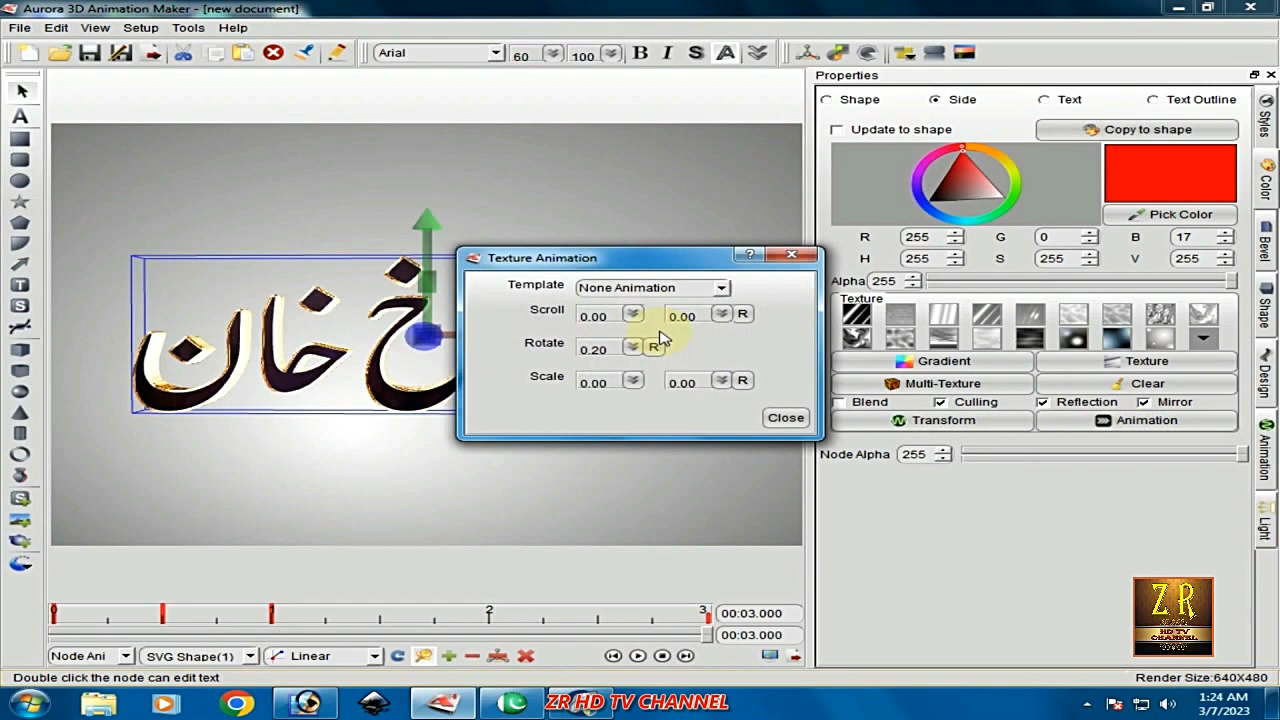 Aurora 3D Animation Maker - [new document]
File Edit View Setup Tools Help
Arial 60 100 B I S A
Properties
Shape Side Text Text Outline
Update to shape Copy to shape
Pick Color
R 255 G 0 B 17
H 255 S 255 V 255
Alpha 255
Texture
Gradient Texture
Multi-Texture Clear
Blend Culling Reflection Mirror
Transform Animation
Node Alpha 255
Styles
Color
Bevel
Shape
Design
Animation
Light
خ خان
Texture Animation
Template None Animation
Scroll 0.00 0.00 R
Rotate 0.20 R
Scale 0.00 0.00 R
Close
0 1 2 3 00:03.000
00:03.000
Node Ani SVG Shape(1) Linear
Double click the node can edit text Render Size:640X480
Z R
HD TV
CHANNEL
ZR HD TV CHANNEL
1:24 AM
3/7/2023